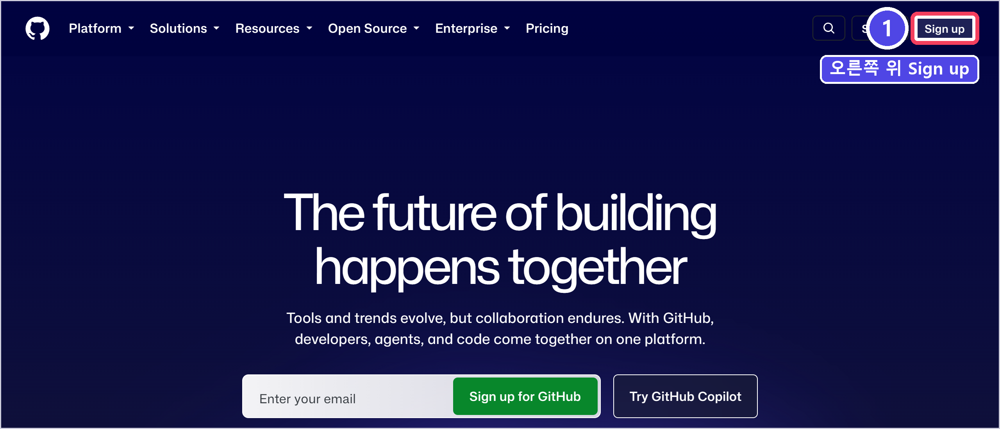 Platform
Solutions
Resources
Open Source
Enterprise
Pricing
1
Sign up
오른쪽 위 Sign up
The future of building
happens together
Tools and trends evolve, but collaboration endures. With GitHub,
developers, agents, and code come together on one platform.
Enter your email
Sign up for GitHub
Try GitHub Copilot